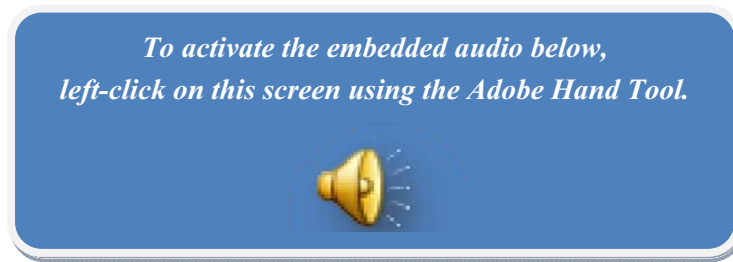 To activate the embedded audio below,
left-click on this screen using the Adobe Hand Tool.